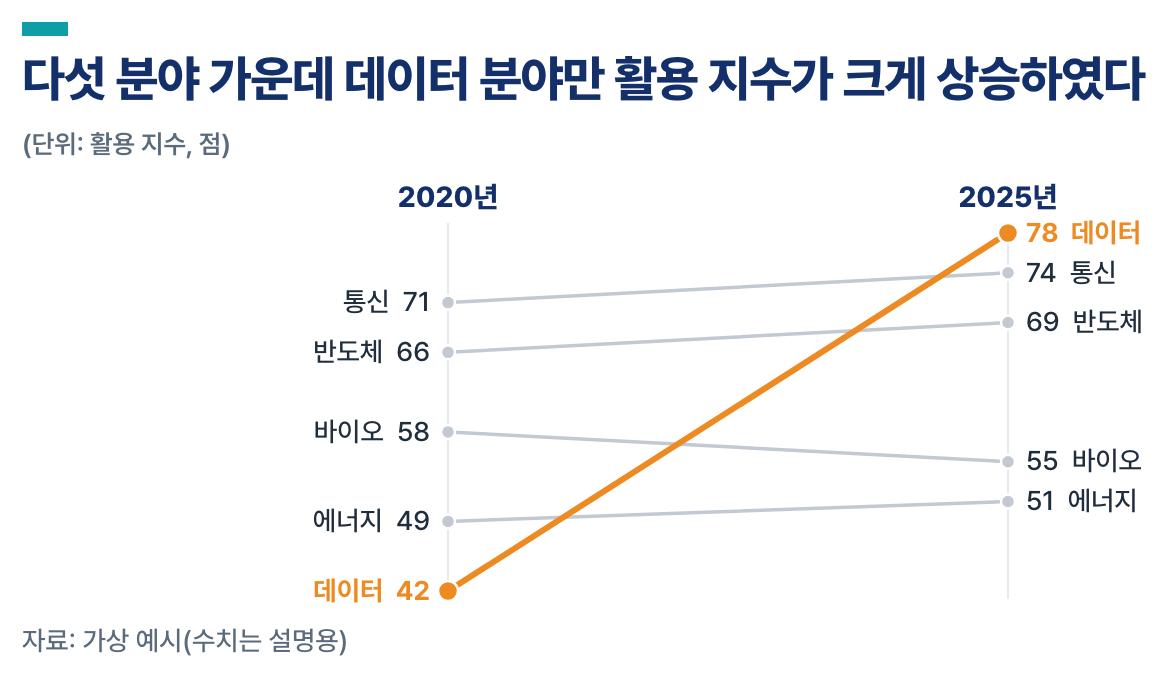 다섯 분야 가운데 데이터 분야만 활용 지수가 크게 상승하였다
(단위: 활용 지수, 점)
2020년 2025년
78 데이터
74 통신
통신 71
69 반도체
반도체 66
바이오 58
55 바이오
51 에너지
에너지 49
데이터 42
자료: 가상 예시(수치는 설명용)